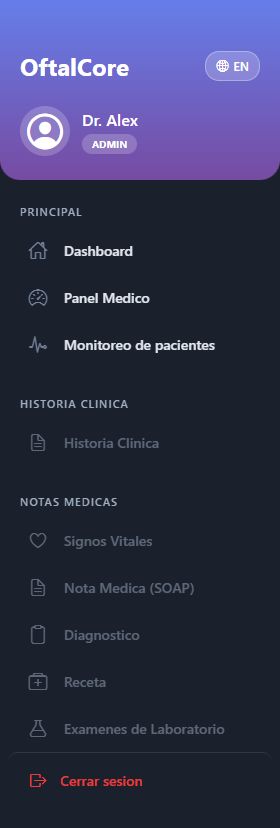 OftalCore
EN
Dr. Alex
ADMIN
PRINCIPAL
Dashboard
Panel Medico
Monitoreo de pacientes
HISTORIA CLINICA
Historia Clinica
NOTAS MEDICAS
Signos Vitales
Nota Medica (SOAP)
Diagnostico
Receta
Examenes de Laboratorio
Cerrar sesion